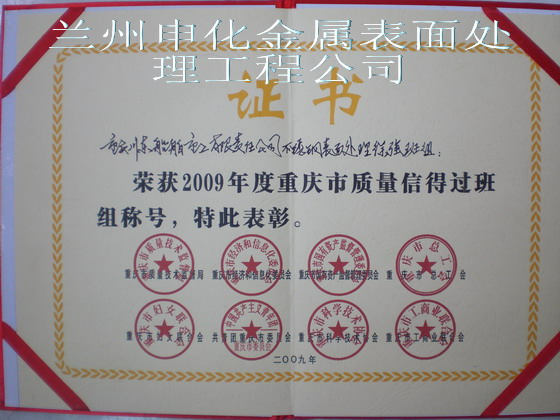 兰州申化金属表面处
理工程公司
证书
重庆川东船舶重工有限责任公司不锈钢表面处理班组:
荣获2009年度重庆市质量信得过班
组称号，特此表彰。
重庆市质量技术监督局 重庆市经济和信息化委员会 重庆市国有资产监督管理委员会 重庆市总工会
重庆市妇女联合会 共青团重庆市委员会 重庆市科学技术协会 重庆市工商业联合会
二〇〇九年